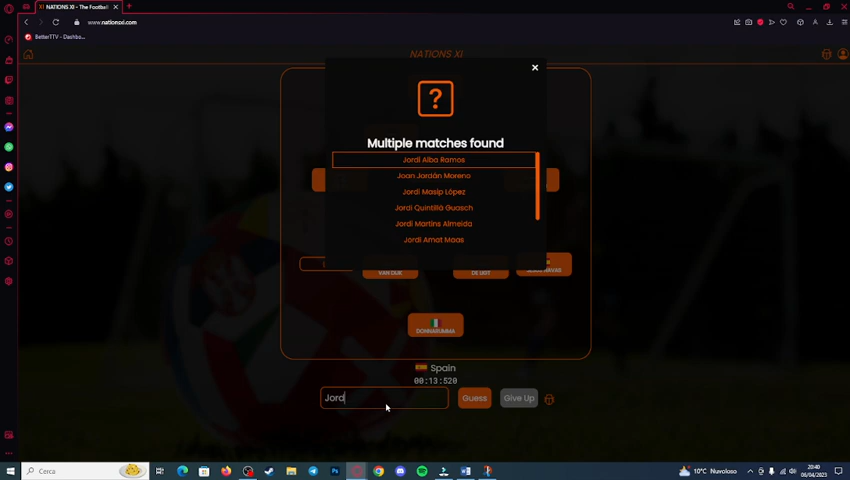 NATIONS XI - The Footbal
www.nationsxi.com
BetterTTV - Dashbo...
NATIONS XI
Multiple matches found
Jordi Alba Ramos
Joan Jordán Moreno
Jordi Masip López
Jordi Quintillà Guasch
Jordi Martins Almeida
Jordi Amat Maas
VAN DIJK
DE LIGT
JESUS NAVAS
DONNARUMMA
Spain
00:13:520
Jord
Guess
Give Up
Cerca
10°C Nuvoloso
20:40
06/04/2023